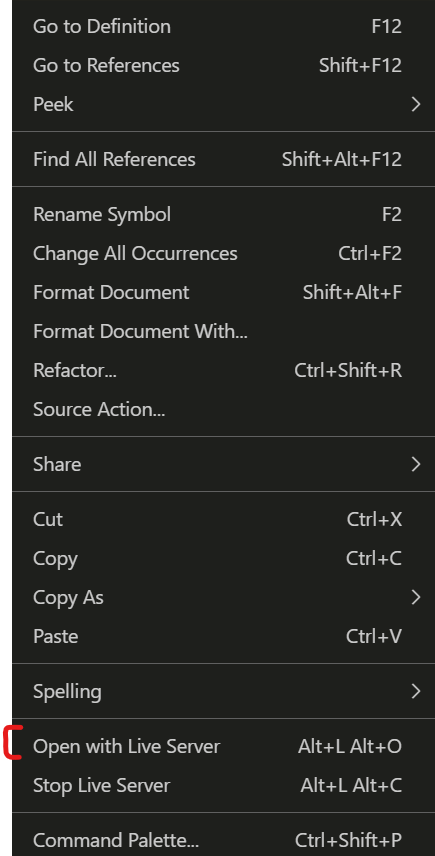 Go to Definition F12
Go to References Shift+F12
Peek
Find All References Shift+Alt+F12
Rename Symbol F2
Change All Occurrences Ctrl+F2
Format Document Shift+Alt+F
Format Document With...
Refactor... Ctrl+Shift+R
Source Action...
Share
Cut Ctrl+X
Copy Ctrl+C
Copy As
Paste Ctrl+V
Spelling
Open with Live Server Alt+L Alt+O
Stop Live Server Alt+L Alt+C
Command Palette... Ctrl+Shift+P